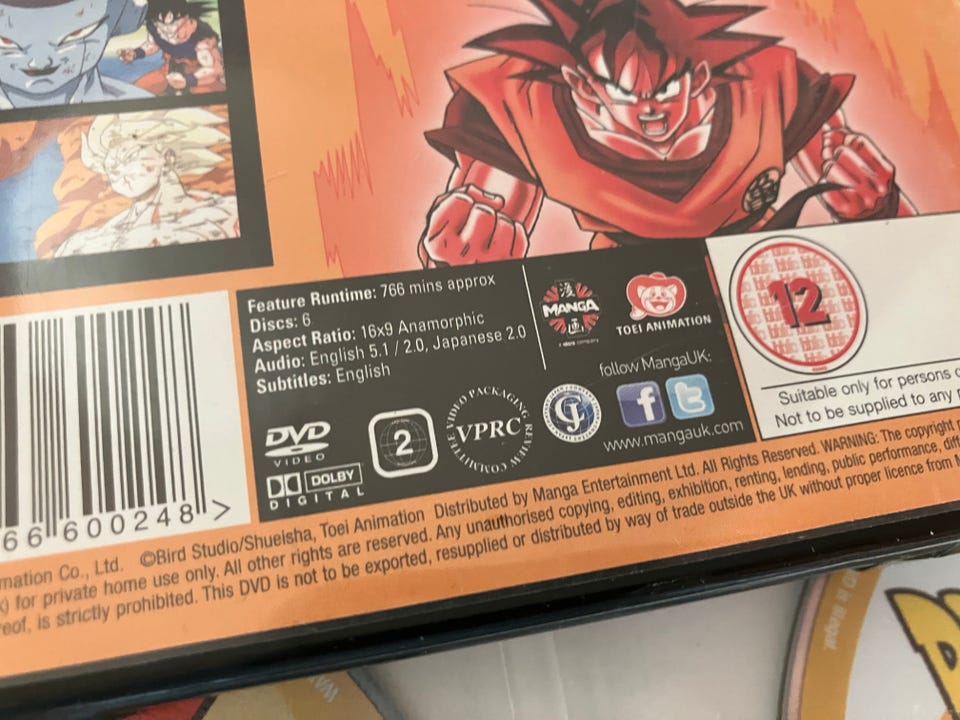 Feature Runtime: 766 mins approx
Discs: 6
Aspect Ratio: 16x9 Anamorphic
Audio: English 5.1 / 2.0, Japanese 2.0
Subtitles: English
MANGA
TOEI ANIMATION
follow MangaUK:
f t
www.mangauk.com
DVD
VIDEO
DOLBY
DIGITAL
2
VIDEO PACKAGING REVIEW COMMITTEE
VPRC
12
Suitable only for persons
Not to be supplied to any
66 600248 >
mation Co., Ltd. ©Bird Studio/Shueisha, Toei Animation Distributed by Manga Entertainment Ltd. All Rights Reserved. WARNING: The copyright
) for private home use only. All other rights are reserved. Any unauthorised copying, editing, exhibition, renting, lending, public performance, diff
eof, is strictly prohibited. This DVD is not to be exported, resupplied or distributed by way of trade outside the UK without proper licence from
is illegal.